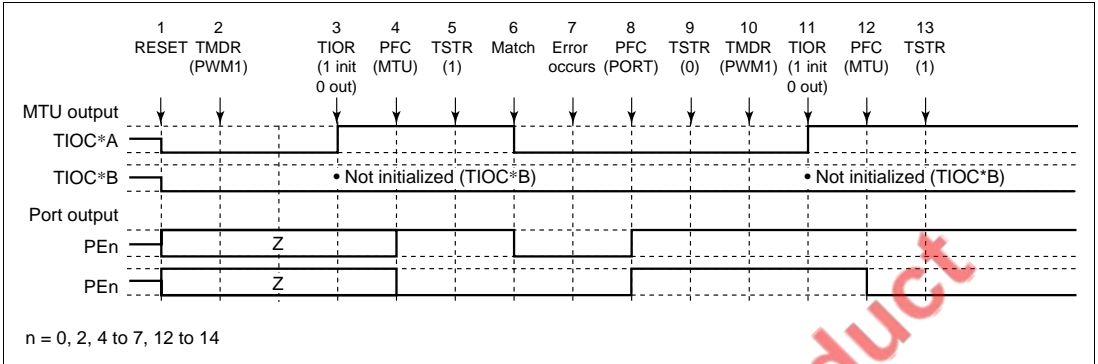 1 2 3 4 5 6 7 8 9 10 11 12 13
RESET TMDR TIOR PFC TSTR Match Error PFC TSTR TMDR TIOR PFC TSTR
(PWM1) (1 init (MTU) (1) occurs (PORT) (0) (PWM1) (1 init (MTU) (1)
0 out) 0 out)
MTU output
TIOC*A
TIOC*B • Not initialized (TIOC*B) • Not initialized (TIOC*B)
Port output
PEn Z
PEn Z
n = 0, 2, 4 to 7, 12 to 14
duct